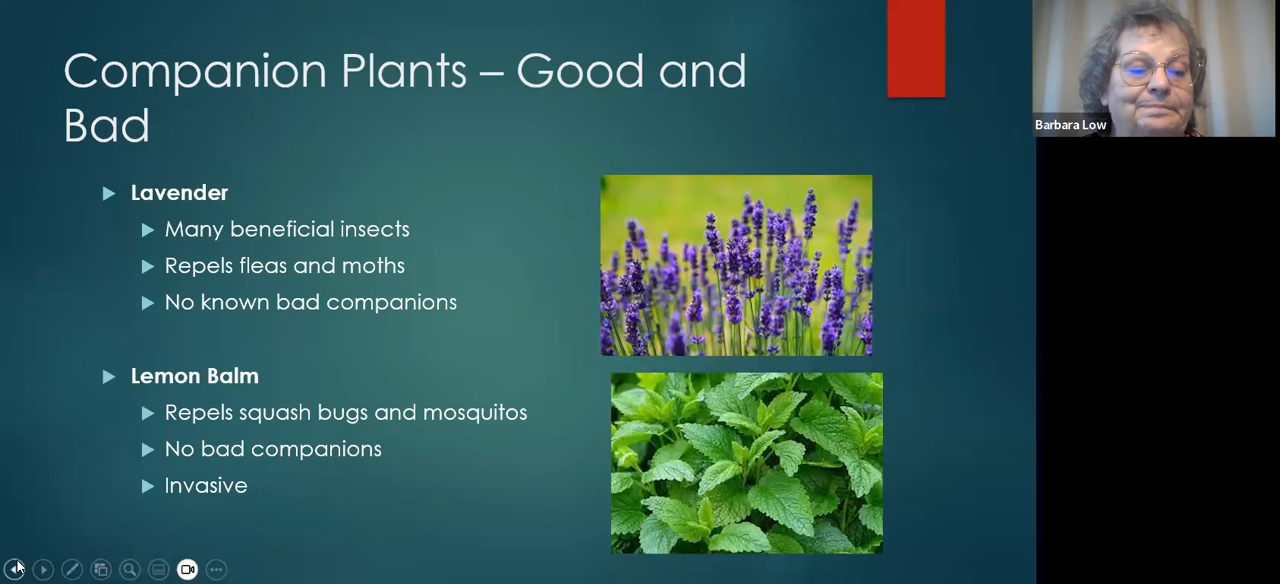 Companion Plants – Good and
Bad
Lavender
Many beneficial insects
Repels fleas and moths
No known bad companions
Lemon Balm
Repels squash bugs and mosquitos
No bad companions
Invasive
Barbara Low